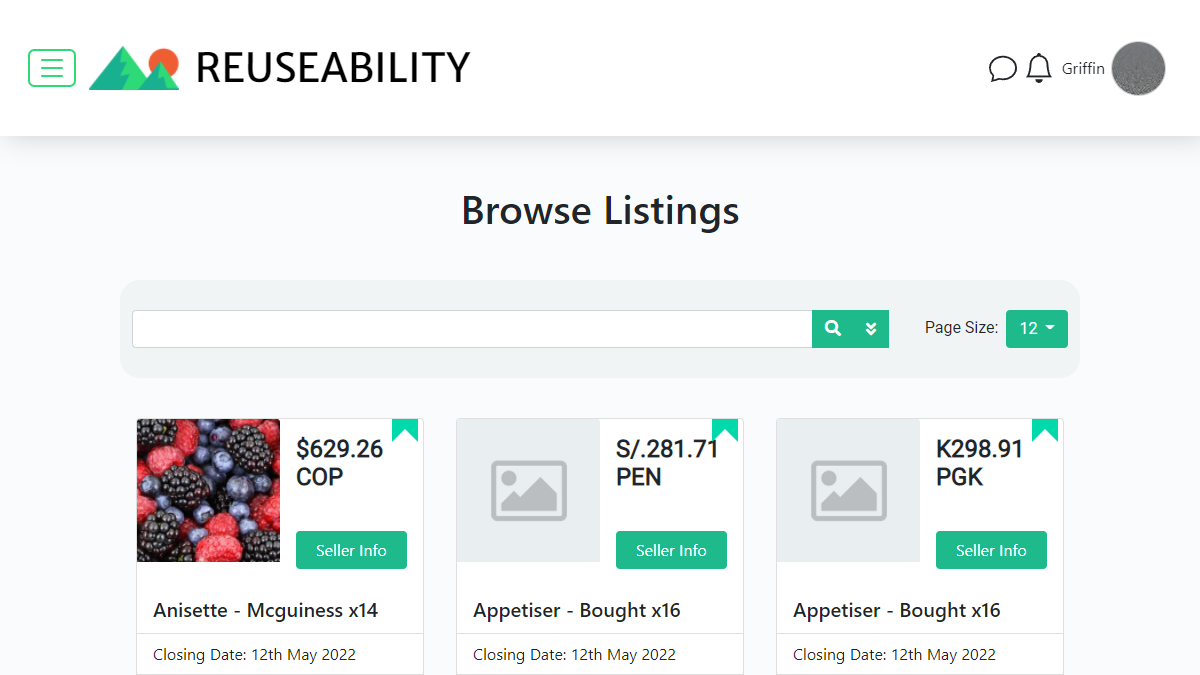 REUSEABILITY
Griffin
Browse Listings
Page Size:
12
$629.26
COP
Seller Info
Anisette - Mcguiness x14
Closing Date: 12th May 2022
S/.281.71
PEN
Seller Info
Appetiser - Bought x16
Closing Date: 12th May 2022
K298.91
PGK
Seller Info
Appetiser - Bought x16
Closing Date: 12th May 2022